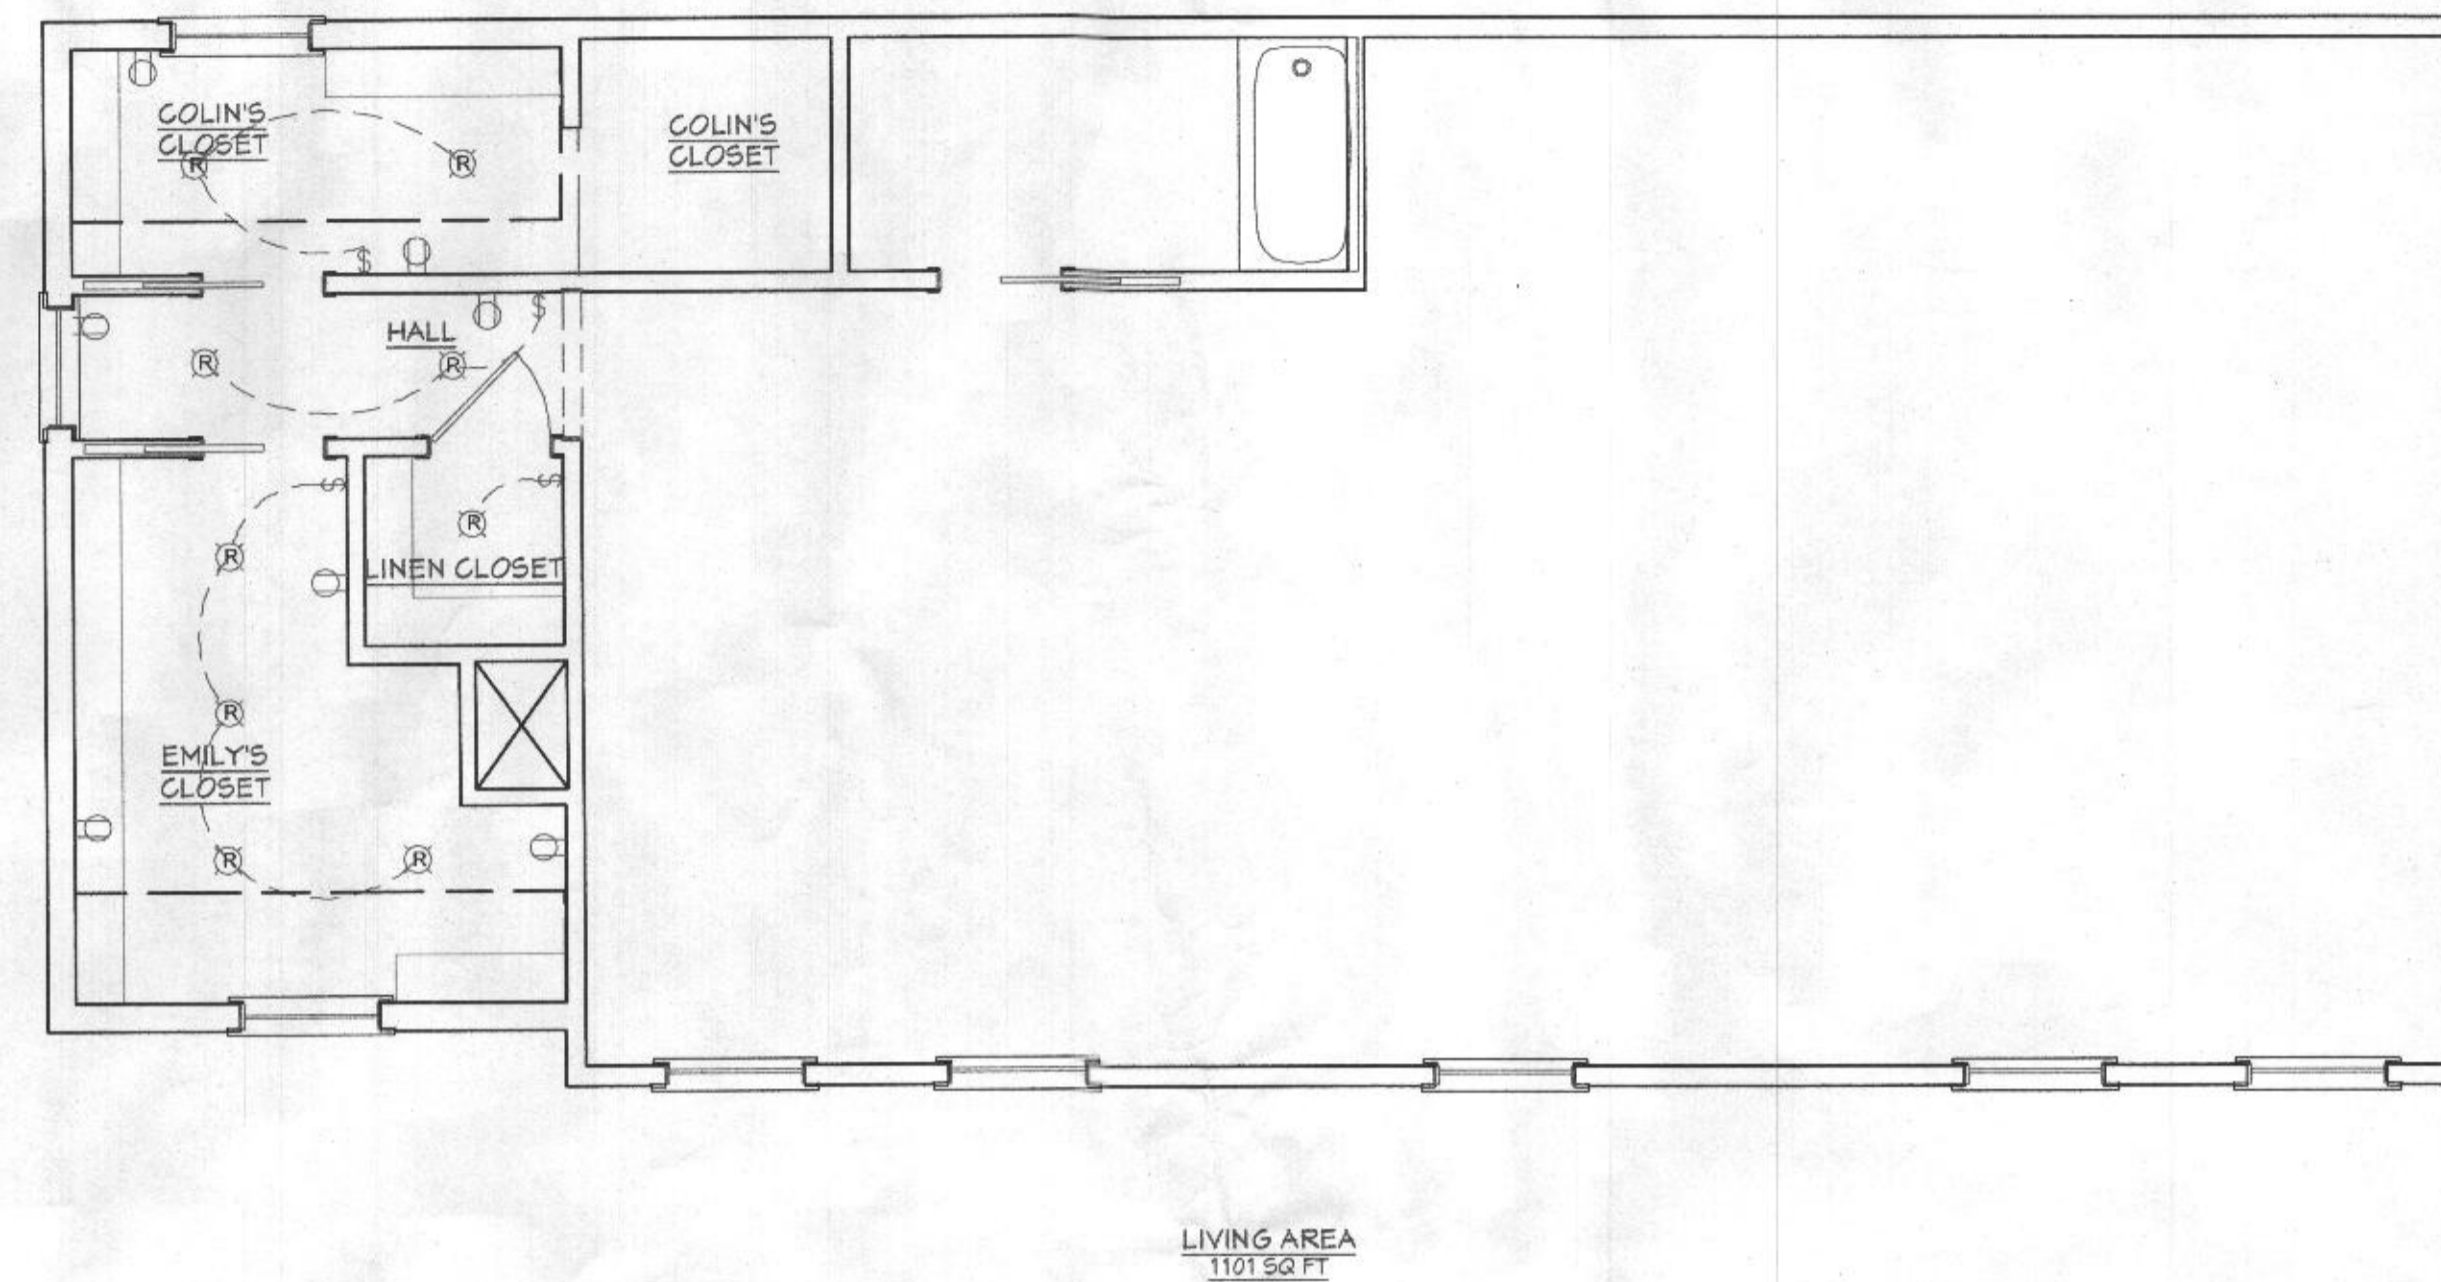 COLIN'S
CLOSET
R
R
$
COLIN'S
CLOSET
$
HALL
R
R
$
$
R
R
LINEN CLOSET
R
EMILY'S
CLOSET
R
R
LIVING AREA
1101 SQ FT